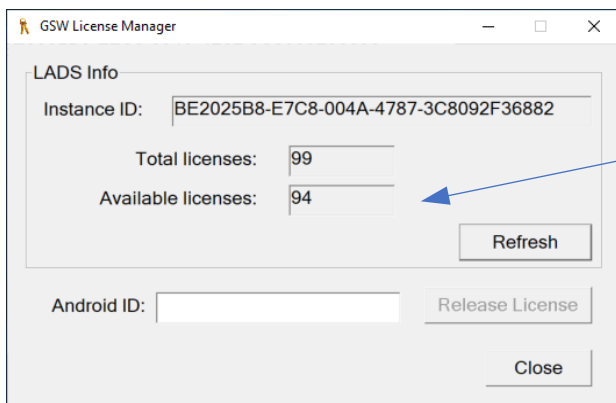 GSW License Manager
LADS Info
Instance ID: BE2025B8-E7C8-004A-4787-3C8092F36882
Total licenses: 99
Available licenses: 94
Refresh
Android ID: Release License
Close